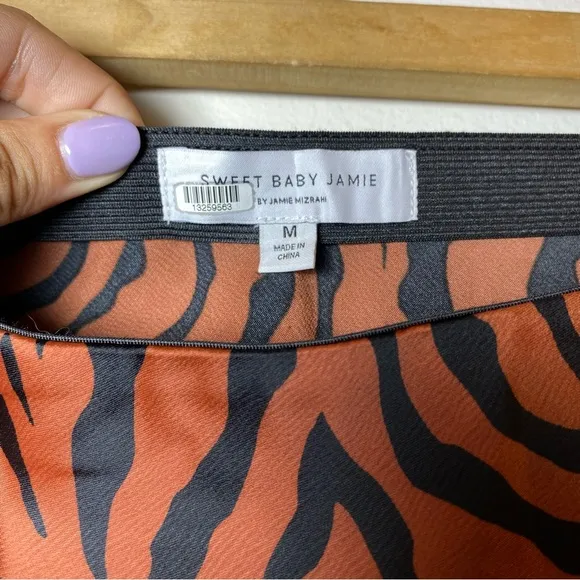 SWEET BABY JAMIE
BY JAMIE MIZRAHI
13259563
M
MADE IN
CHINA